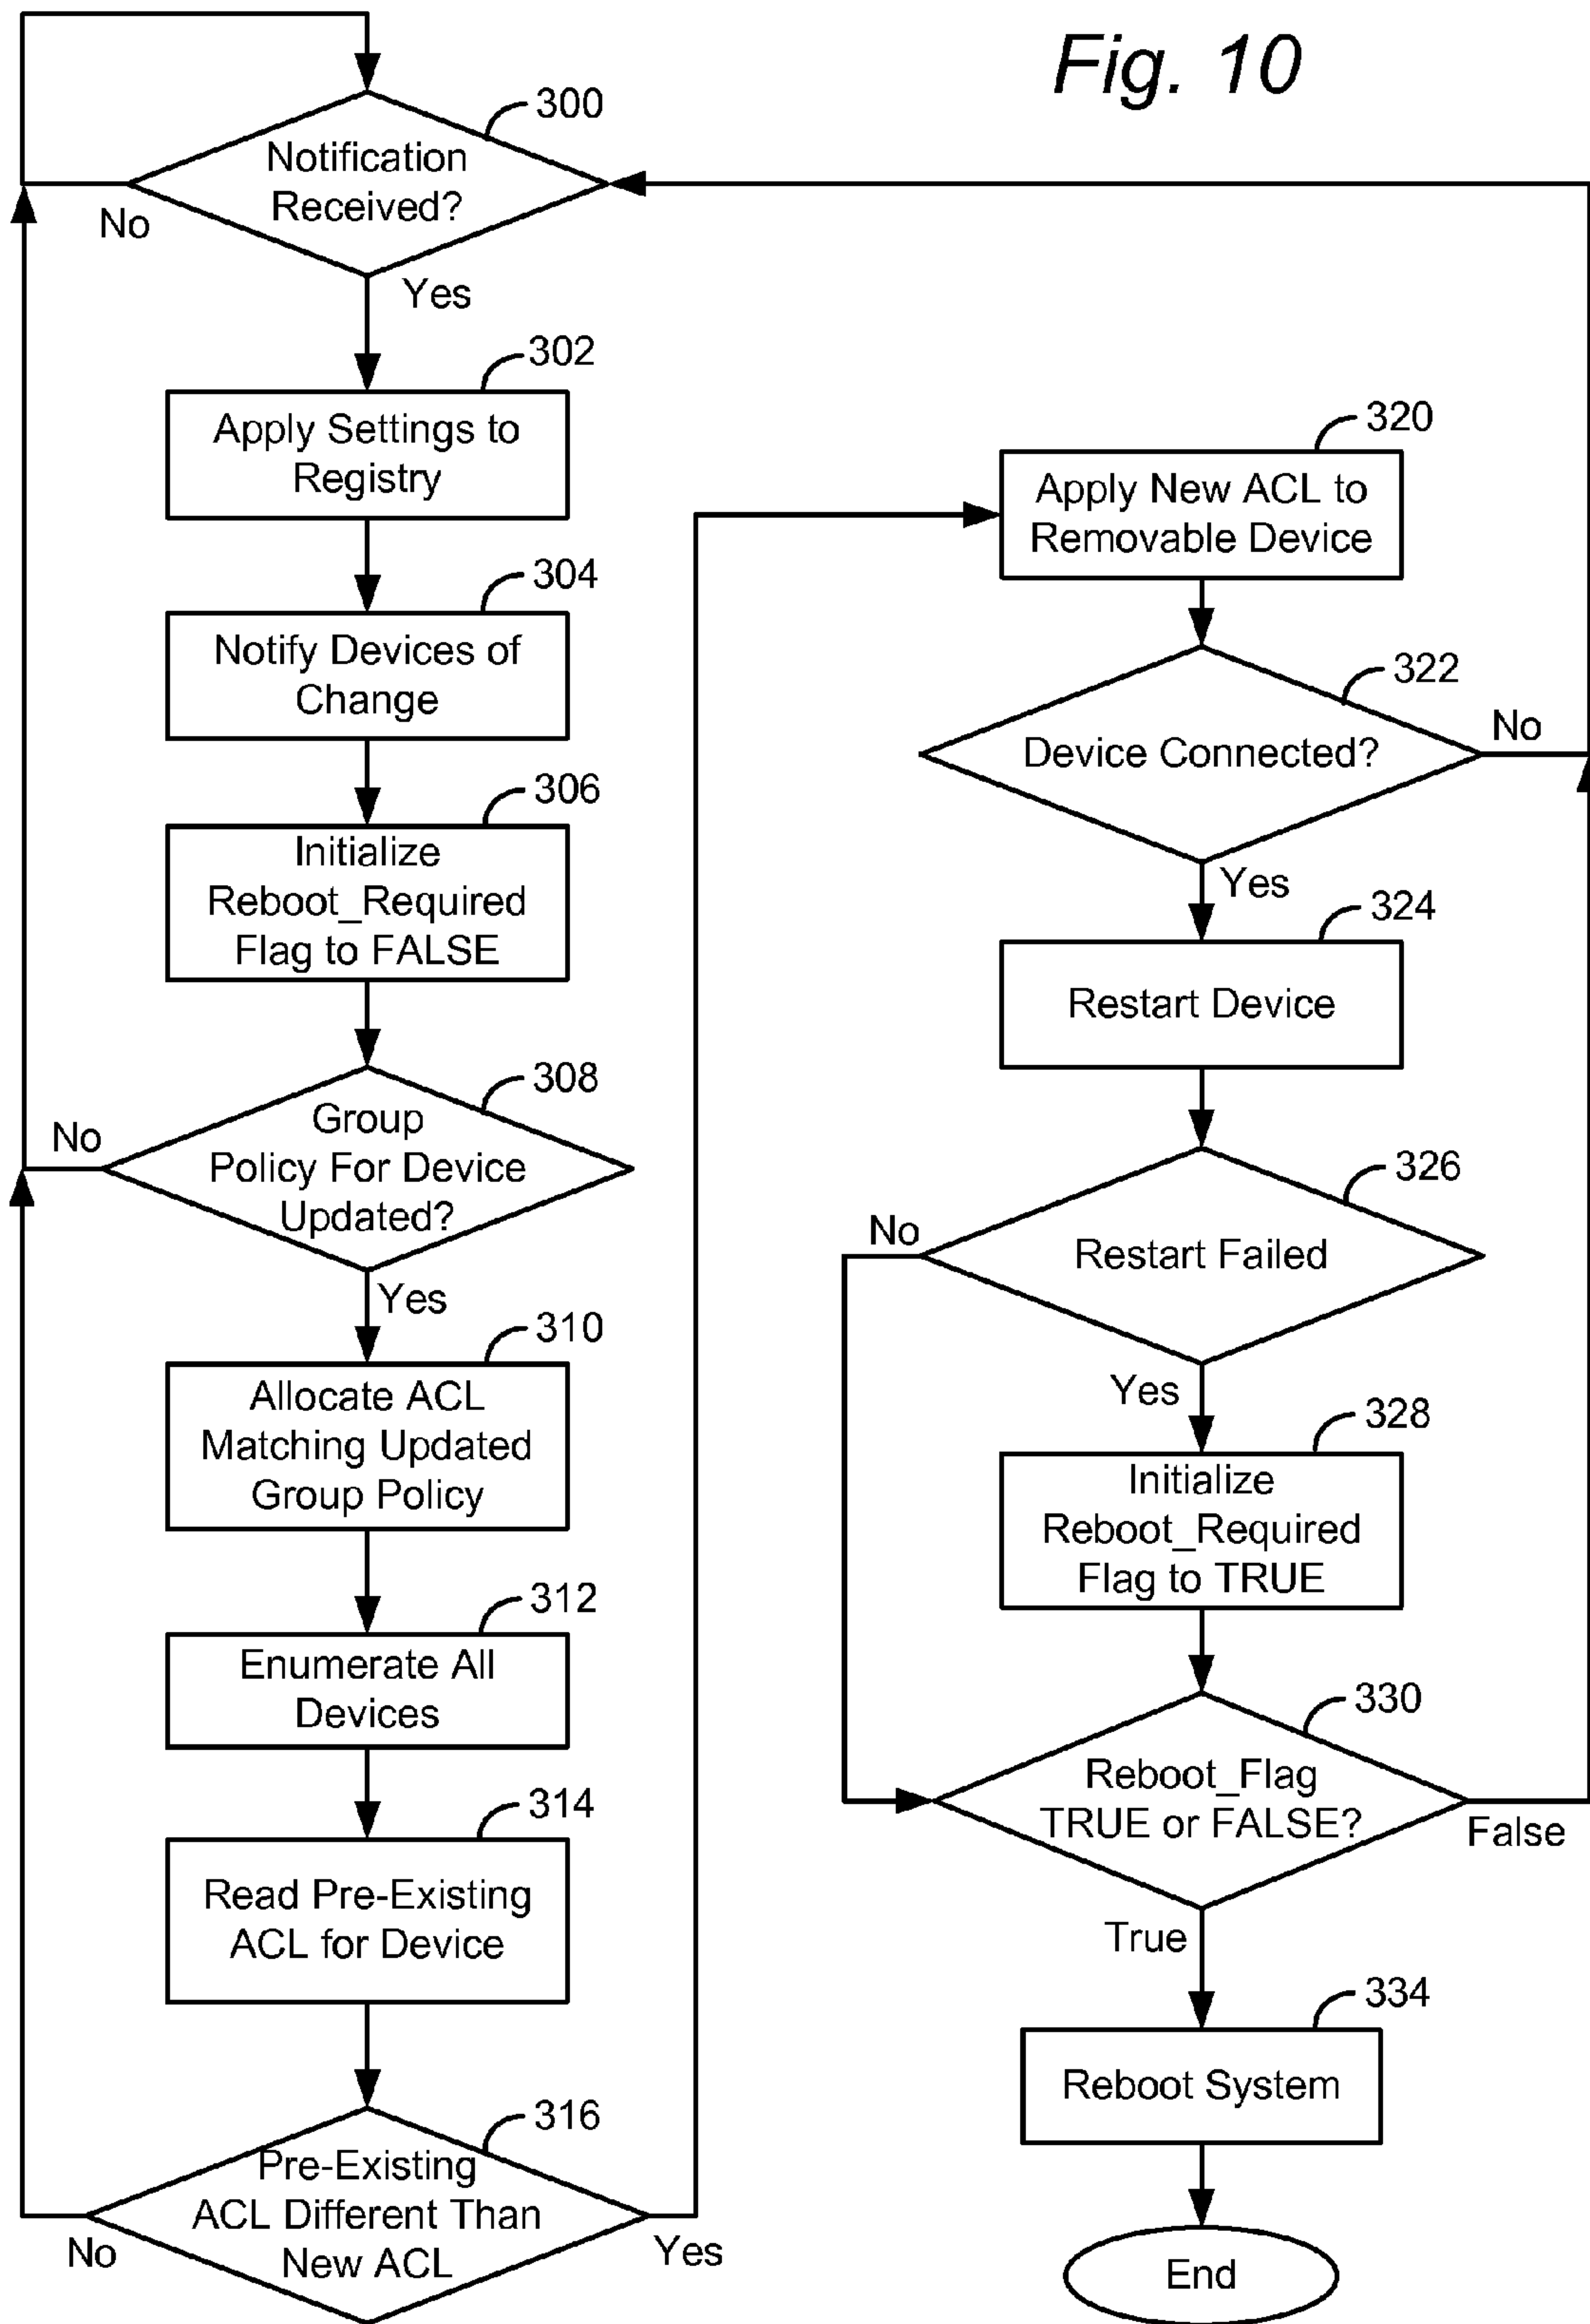 Fig. 10
300
Notification
Received?
No
Yes
302
Apply Settings to
Registry
304
Notify Devices of
Change
306
Initialize
Reboot_Required
Flag to FALSE
308
Group
Policy For Device
Updated?
No
Yes
310
Allocate ACL
Matching Updated
Group Policy
312
Enumerate All
Devices
314
Read Pre-Existing
ACL for Device
316
Pre-Existing
ACL Different Than
New ACL
No
Yes
320
Apply New ACL to
Removable Device
322
Device Connected?
No
Yes
324
Restart Device
326
Restart Failed
No
Yes
328
Initialize
Reboot_Required
Flag to TRUE
330
Reboot_Flag
TRUE or FALSE?
False
True
334
Reboot System
End